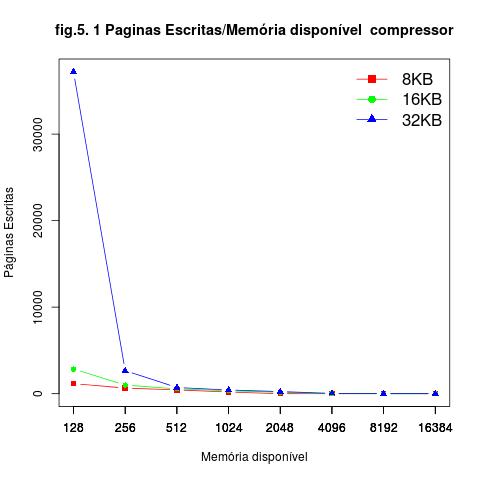 fig.5. 1 Paginas Escritas/Memória disponível  compressor
8KB
16KB
32KB
Páginas Escritas
30000
20000
10000
0
128 256 512 1024 2048 4096 8192 16384
Memória disponível